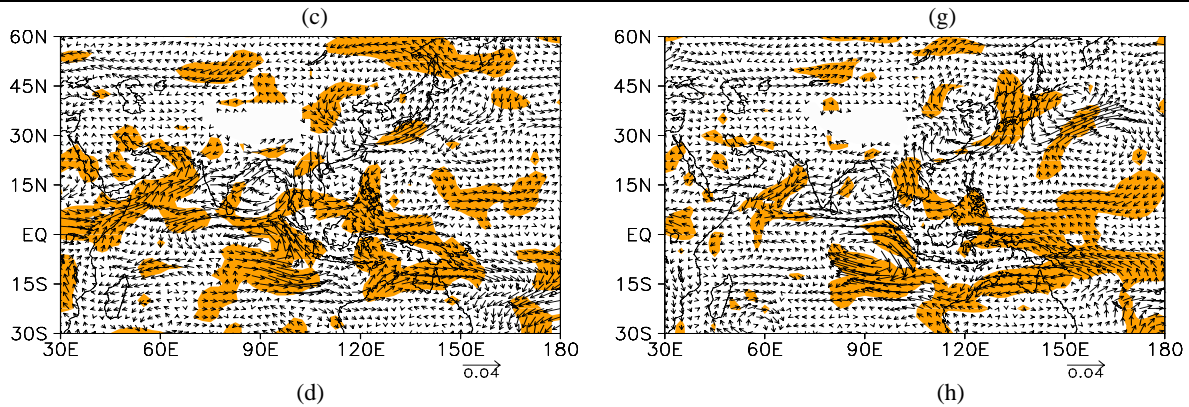 (c) (g)
60N 60N
45N 45N
30N 30N
15N 15N
EQ EQ
15S 15S
30S 30S
30E 60E 90E 120E 150E 180 30E 60E 90E 120E 150E 180
0.04 0.04
(d) (h)